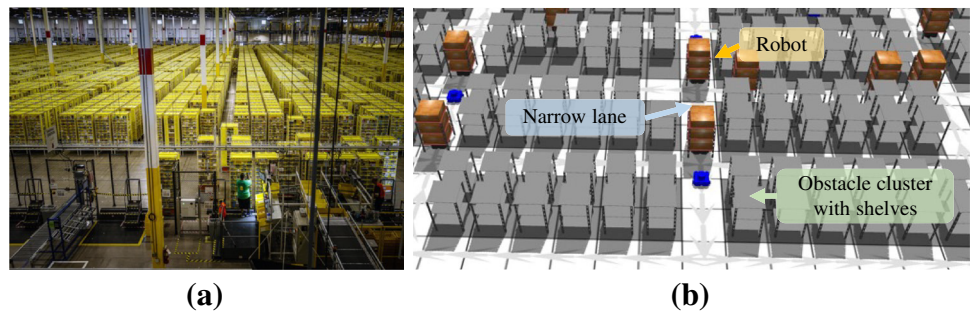 Robot
Narrow lane
Obstacle cluster
with shelves
(a)
(b)